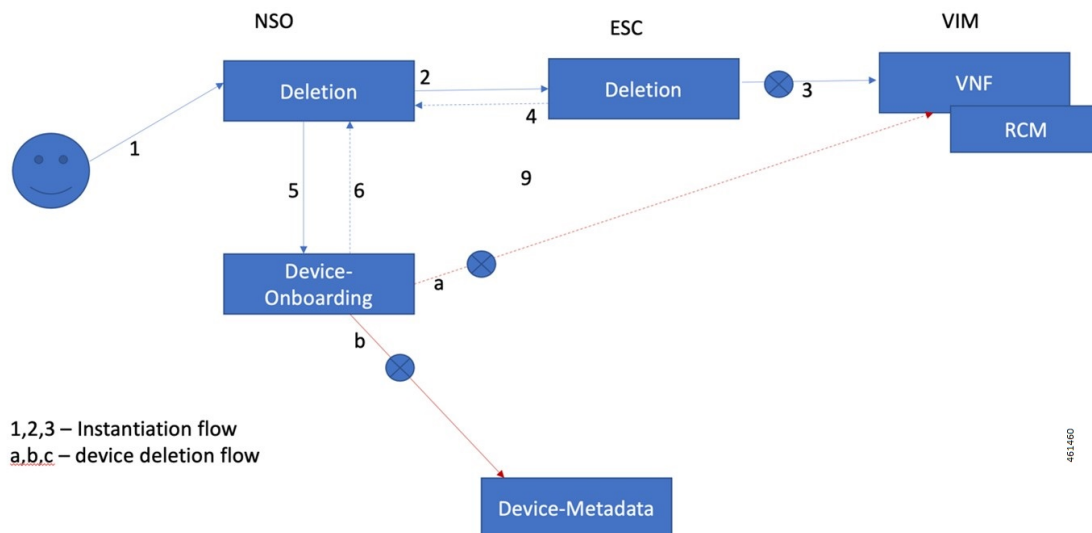 NSO
ESC
VIM
Deletion
2
Deletion
3
VNF
4
RCM
1
5
6
9
Device-
Onboarding
a
b
1,2,3 – Instantiation flow
a,b,c – device deletion flow
461460
Device-Metadata